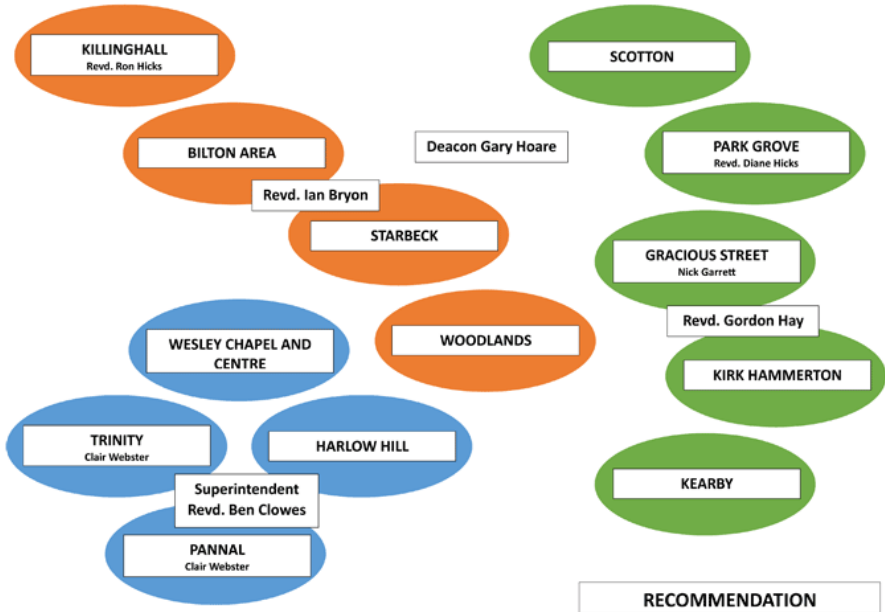 KILLINGHALL
Revd. Ron Hicks
SCOTTON
BILTON AREA
Deacon Gary Hoare
PARK GROVE
Revd. Diane Hicks
Revd. Ian Bryon
STARBECK
GRACIOUS STREET
Nick Garrett
Revd. Gordon Hay
WESLEY CHAPEL AND
CENTRE
WOODLANDS
KIRK HAMMERTON
TRINITY
Clair Webster
HARLOW HILL
KEARBY
Superintendent
Revd. Ben Clowes
PANNAL
Clair Webster
RECOMMENDATION